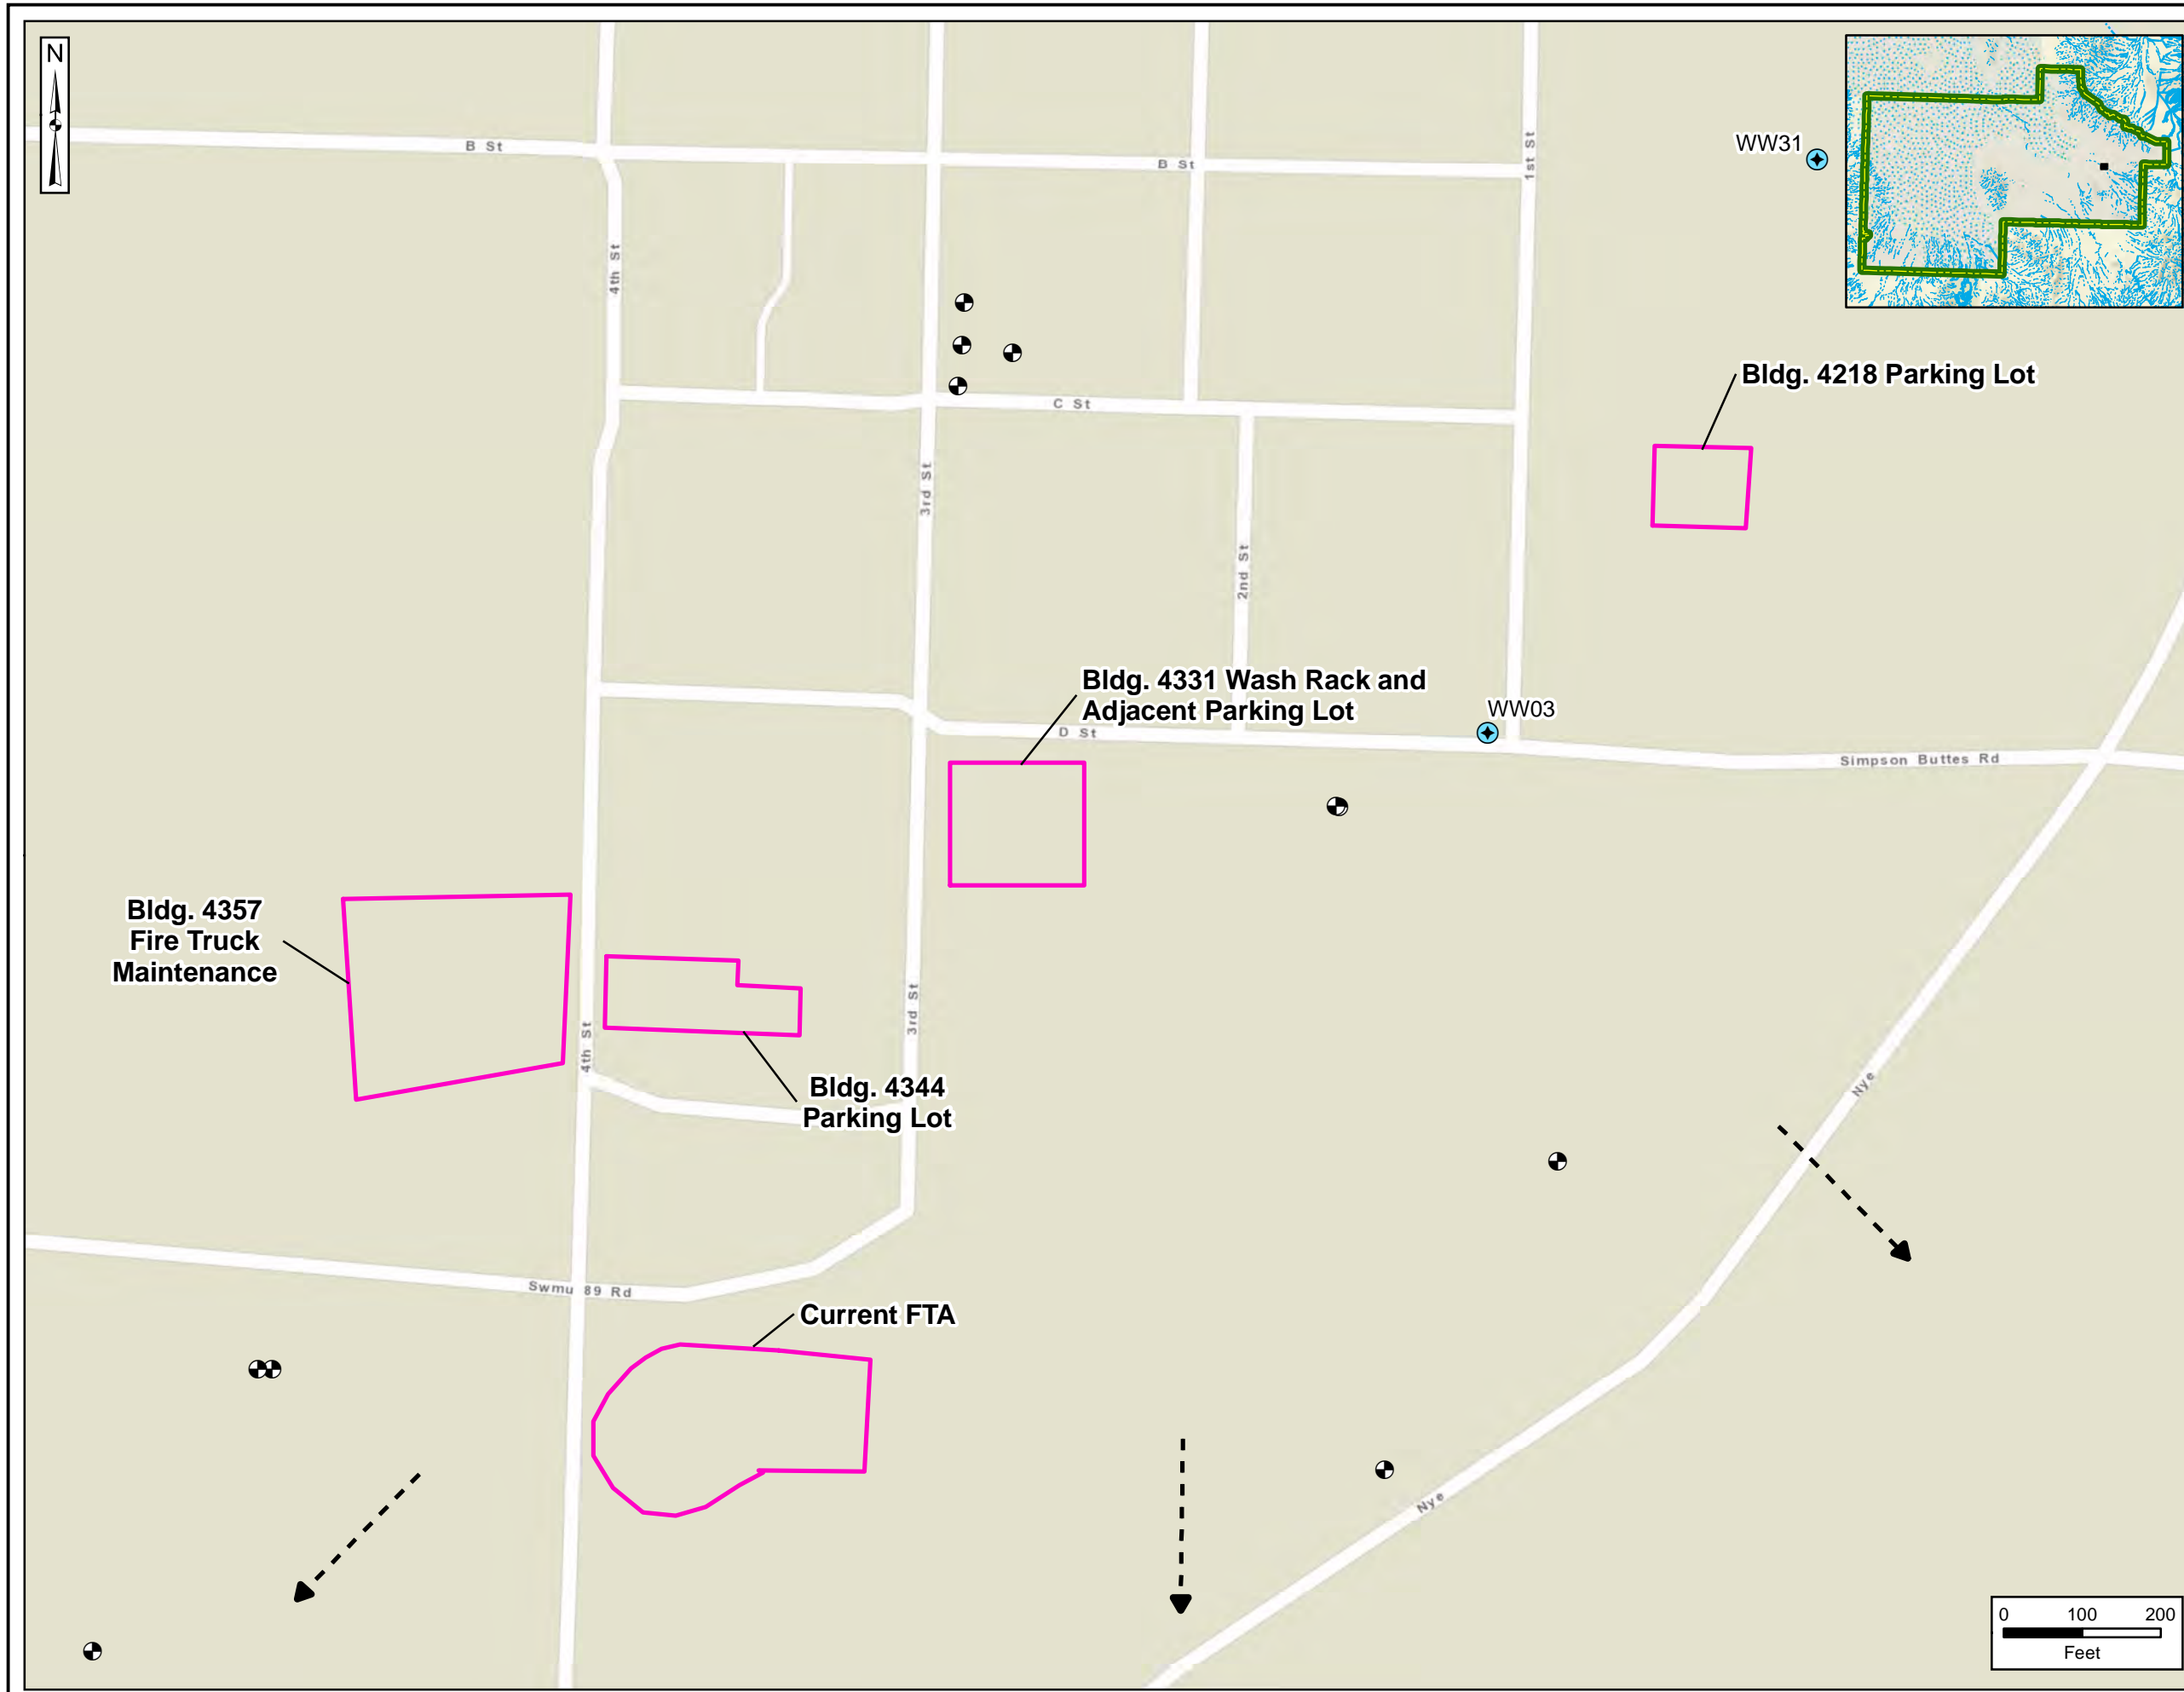 N
B St
B St
1st St
WW31
4th St
Bldg. 4218 Parking Lot
C St
3rd St
2nd St
Bldg. 4331 Wash Rack and
Adjacent Parking Lot
WW03
D St
Simpson Buttes Rd
Bldg. 4357
Fire Truck
Maintenance
3rd St
4th St
Bldg. 4344
Parking Lot
Nye
Swmu 89 Rd
Current FTA
Nye
0 100 200
Feet